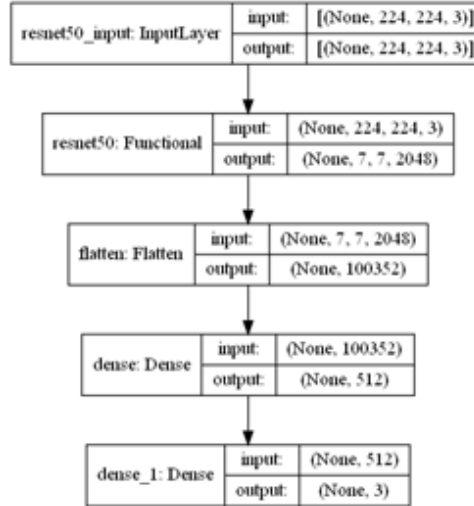 resnet50_input: InputLayer
input: [(None, 224, 224, 3)]
output: [(None, 224, 224, 3)]
resnet50: Functional
input: (None, 224, 224, 3)
output: (None, 7, 7, 2048)
flatten: Flatten
input: (None, 7, 7, 2048)
output: (None, 100352)
dense: Dense
input: (None, 100352)
output: (None, 512)
dense_1: Dense
input: (None, 512)
output: (None, 3)